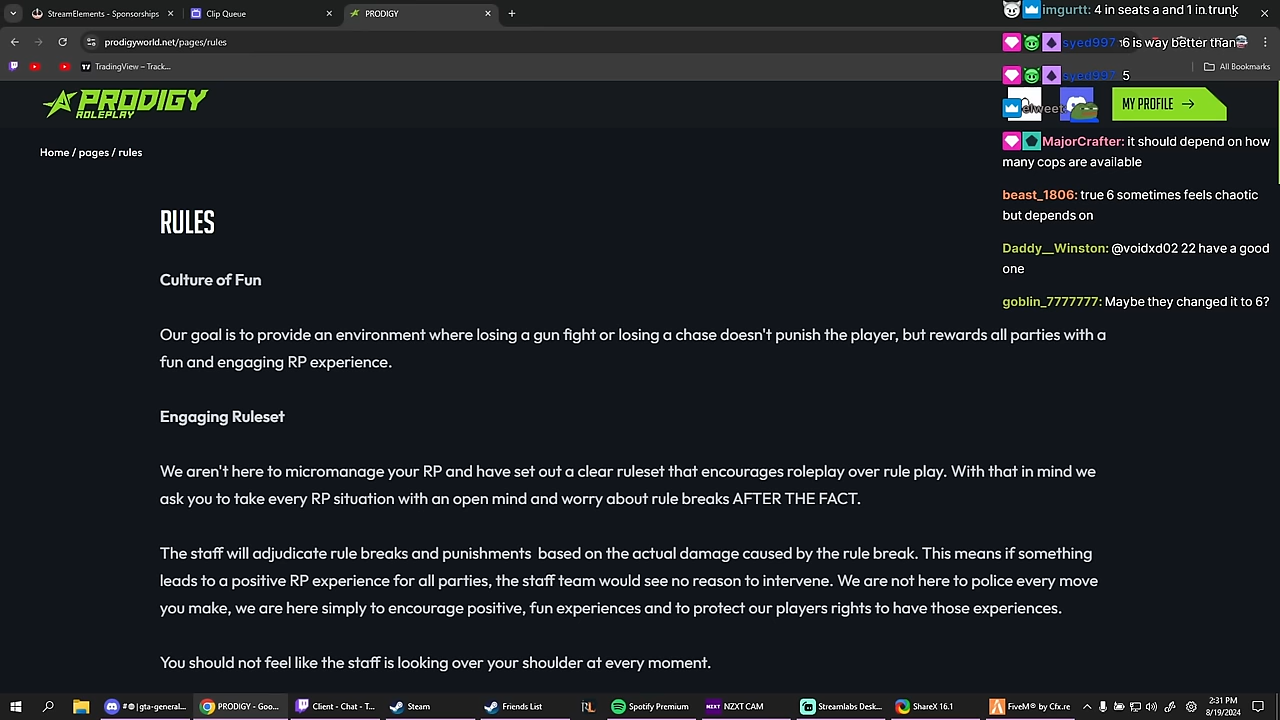 StreamElements - Sponsorships
Clip Queue
PRODIGY
imgurtt: 4 in seats a and 1 in trunk
prodigyworld.net/pages/rules
syed997: 6 is way better than
TradingView – Track...
All Bookmarks
syed997: 5
PRODIGY
ROLEPLAY
MY PROFILE
Home / pages / rules
MajorCrafter: it should depend on how
many cops are available
beast_1806: true 6 sometimes feels chaotic
but depends on
RULES
Daddy__Winston: @voidxd02 22 have a good
one
Culture of Fun
goblin_7777777: Maybe they changed it to 6?
Our goal is to provide an environment where losing a gun fight or losing a chase doesn't punish the player, but rewards all parties with a
fun and engaging RP experience.
Engaging Ruleset
We aren't here to micromanage your RP and have set out a clear ruleset that encourages roleplay over rule play. With that in mind we
ask you to take every RP situation with an open mind and worry about rule breaks AFTER THE FACT.
The staff will adjudicate rule breaks and punishments  based on the actual damage caused by the rule break. This means if something
leads to a positive RP experience for all parties, the staff team would see no reason to intervene. We are not here to police every move
you make, we are here simply to encourage positive, fun experiences and to protect our players rights to have those experiences.
You should not feel like the staff is looking over your shoulder at every moment.
#🌐|gta-general...
PRODIGY - Goo...
Client - Chat - T...
Steam
Friends List
Spotify Premium
NZXT CAM
Streamlabs Desk...
ShareX 16.1
FiveM® by Cfx.re
2:31 PM
8/19/2024